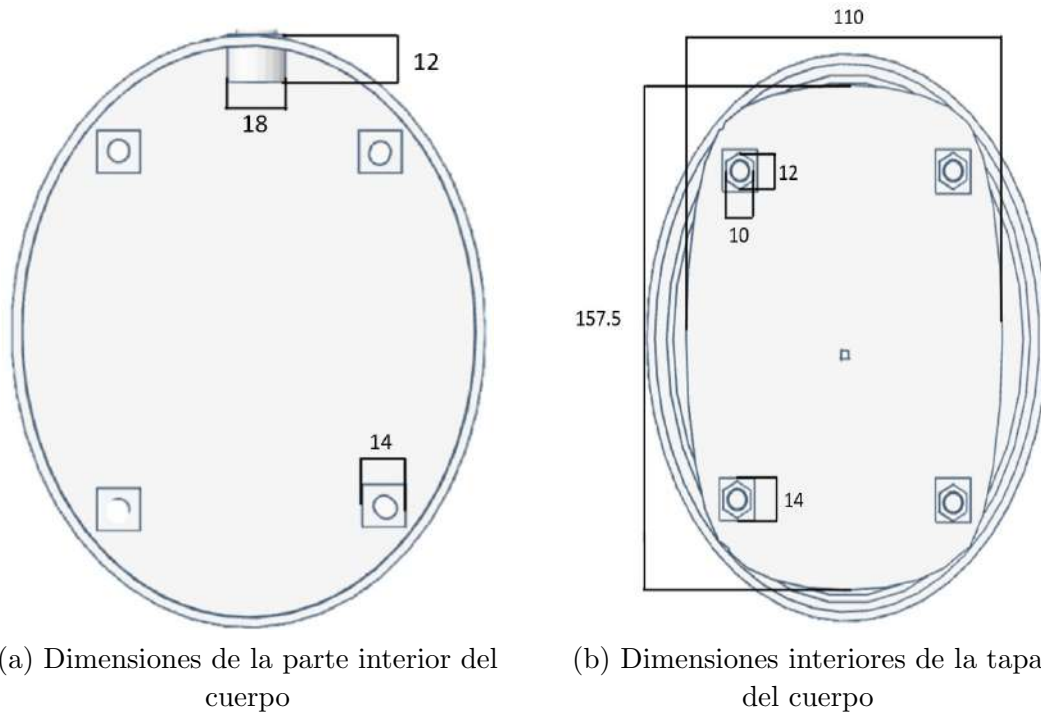 12
18
14
(a) Dimensiones de la parte interior del
cuerpo
110
12
10
157.5
14
(b) Dimensiones interiores de la tapa
del cuerpo